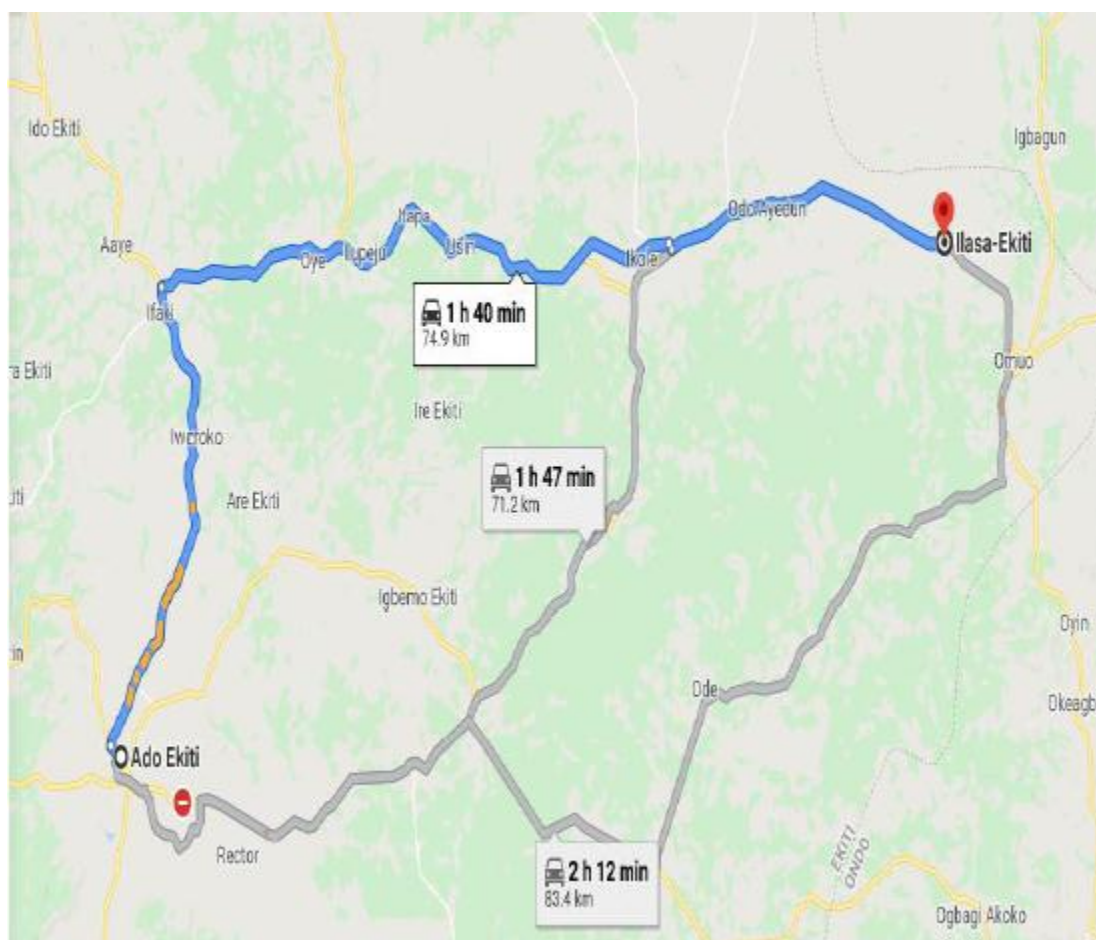 Ido Ekiti
Igbagun
Aaye
Oye
Ilupeju
Itapa
Usin
Ikole
Odo Ayedun
Ilasa-Ekiti
Ifaki
1 h 40 min
74.9 km
Omuo
ra Ekiti
Ire Ekiti
Iworoko
Are Ekiti
1 h 47 min
71.2 km
Igbemo Ekiti
Oyin
Ode
Okeagb
Ado Ekiti
Rector
EKITI
ONDO
2 h 12 min
83.4 km
Ogbagi Akoko